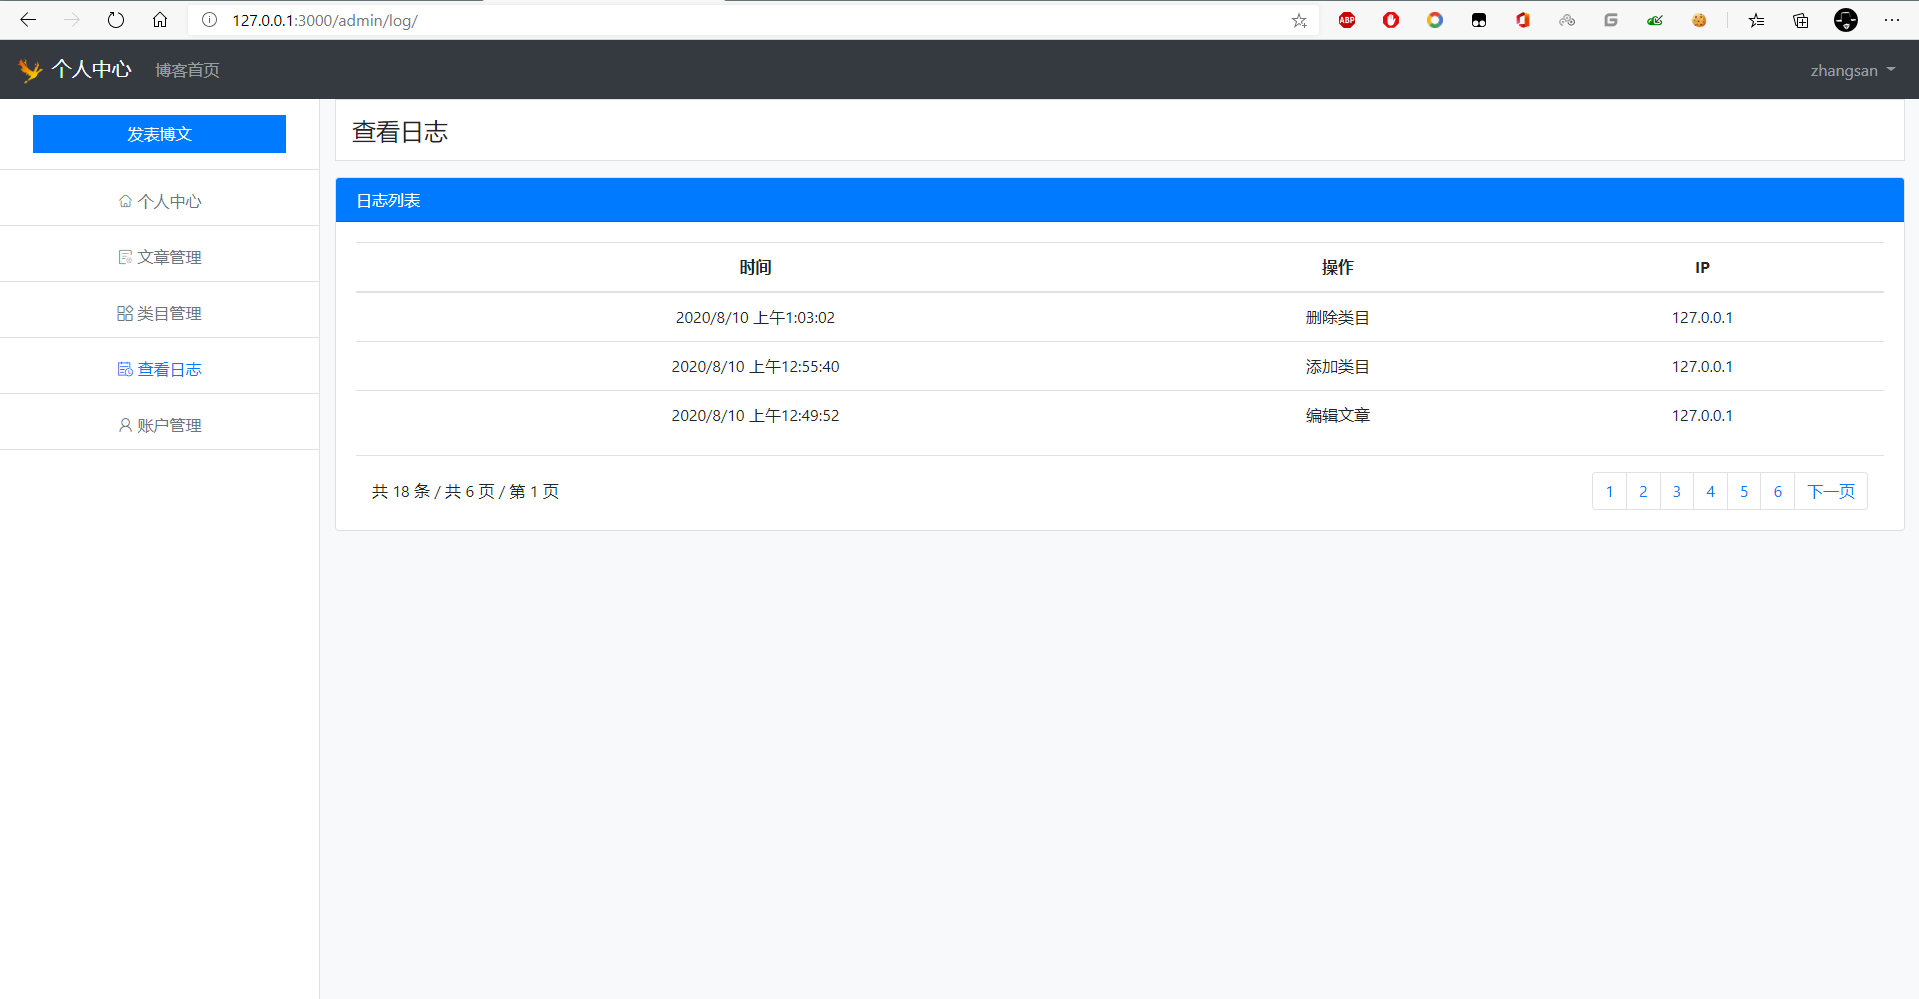 127.0.0.1:3000/admin/log/
ABP
个人中心 博客首页 zhangsan
发表博文
个人中心
文章管理
类目管理
查看日志
账户管理
查看日志
日志列表
时间 操作 IP
2020/8/10 上午1:03:02 删除类目 127.0.0.1
2020/8/10 上午12:55:40 添加类目 127.0.0.1
2020/8/10 上午12:49:52 编辑文章 127.0.0.1
共 18 条 / 共 6 页 / 第 1 页 1 2 3 4 5 6 下一页